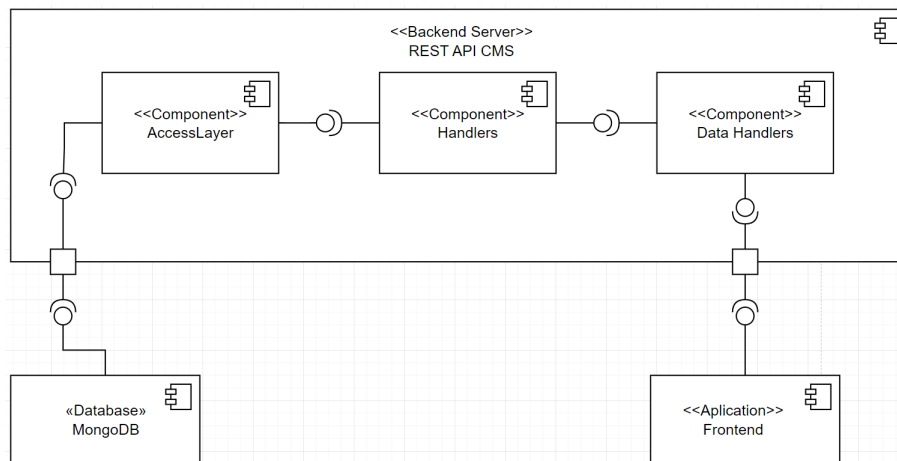 <<Backend Server>>
REST API CMS
<<Component>>
AccessLayer
<<Component>>
Handlers
<<Component>>
Data Handlers
«Database»
MongoDB
<<Aplication>>
Frontend